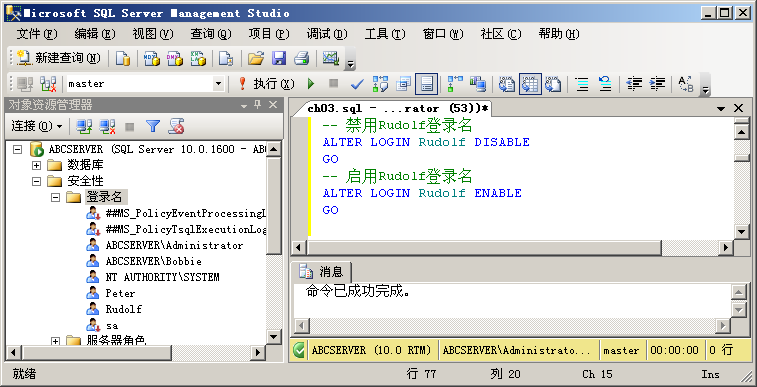 Microsoft SQL Server Management Studio
文件(F) 编辑(E) 视图(V) 查询(Q) 项目(P) 调试(D) 工具(T) 窗口(W) 社区(C) 帮助(H)
新建查询(N)
master 执行(X)
对象资源管理器
连接(O)
ABCSERVER (SQL Server 10.0.1600 - AB
数据库
安全性
登录名
##MS_PolicyEventProcessingL
##MS_PolicyTsqlExecutionLog
ABCSERVER\Administrator
ABCSERVER\Bobbie
NT AUTHORITY\SYSTEM
Peter
Rudolf
sa
服务器角色
ch03.sql - ...rator (53))*
-- 禁用Rudolf登录名
ALTER LOGIN Rudolf DISABLE
GO
-- 启用Rudolf登录名
ALTER LOGIN Rudolf ENABLE
GO
消息
命令已成功完成。
ABCSERVER (10.0 RTM) ABCSERVER\Administrato... master 00:00:00 0 行
就绪 行 77 列 20 Ch 15 Ins